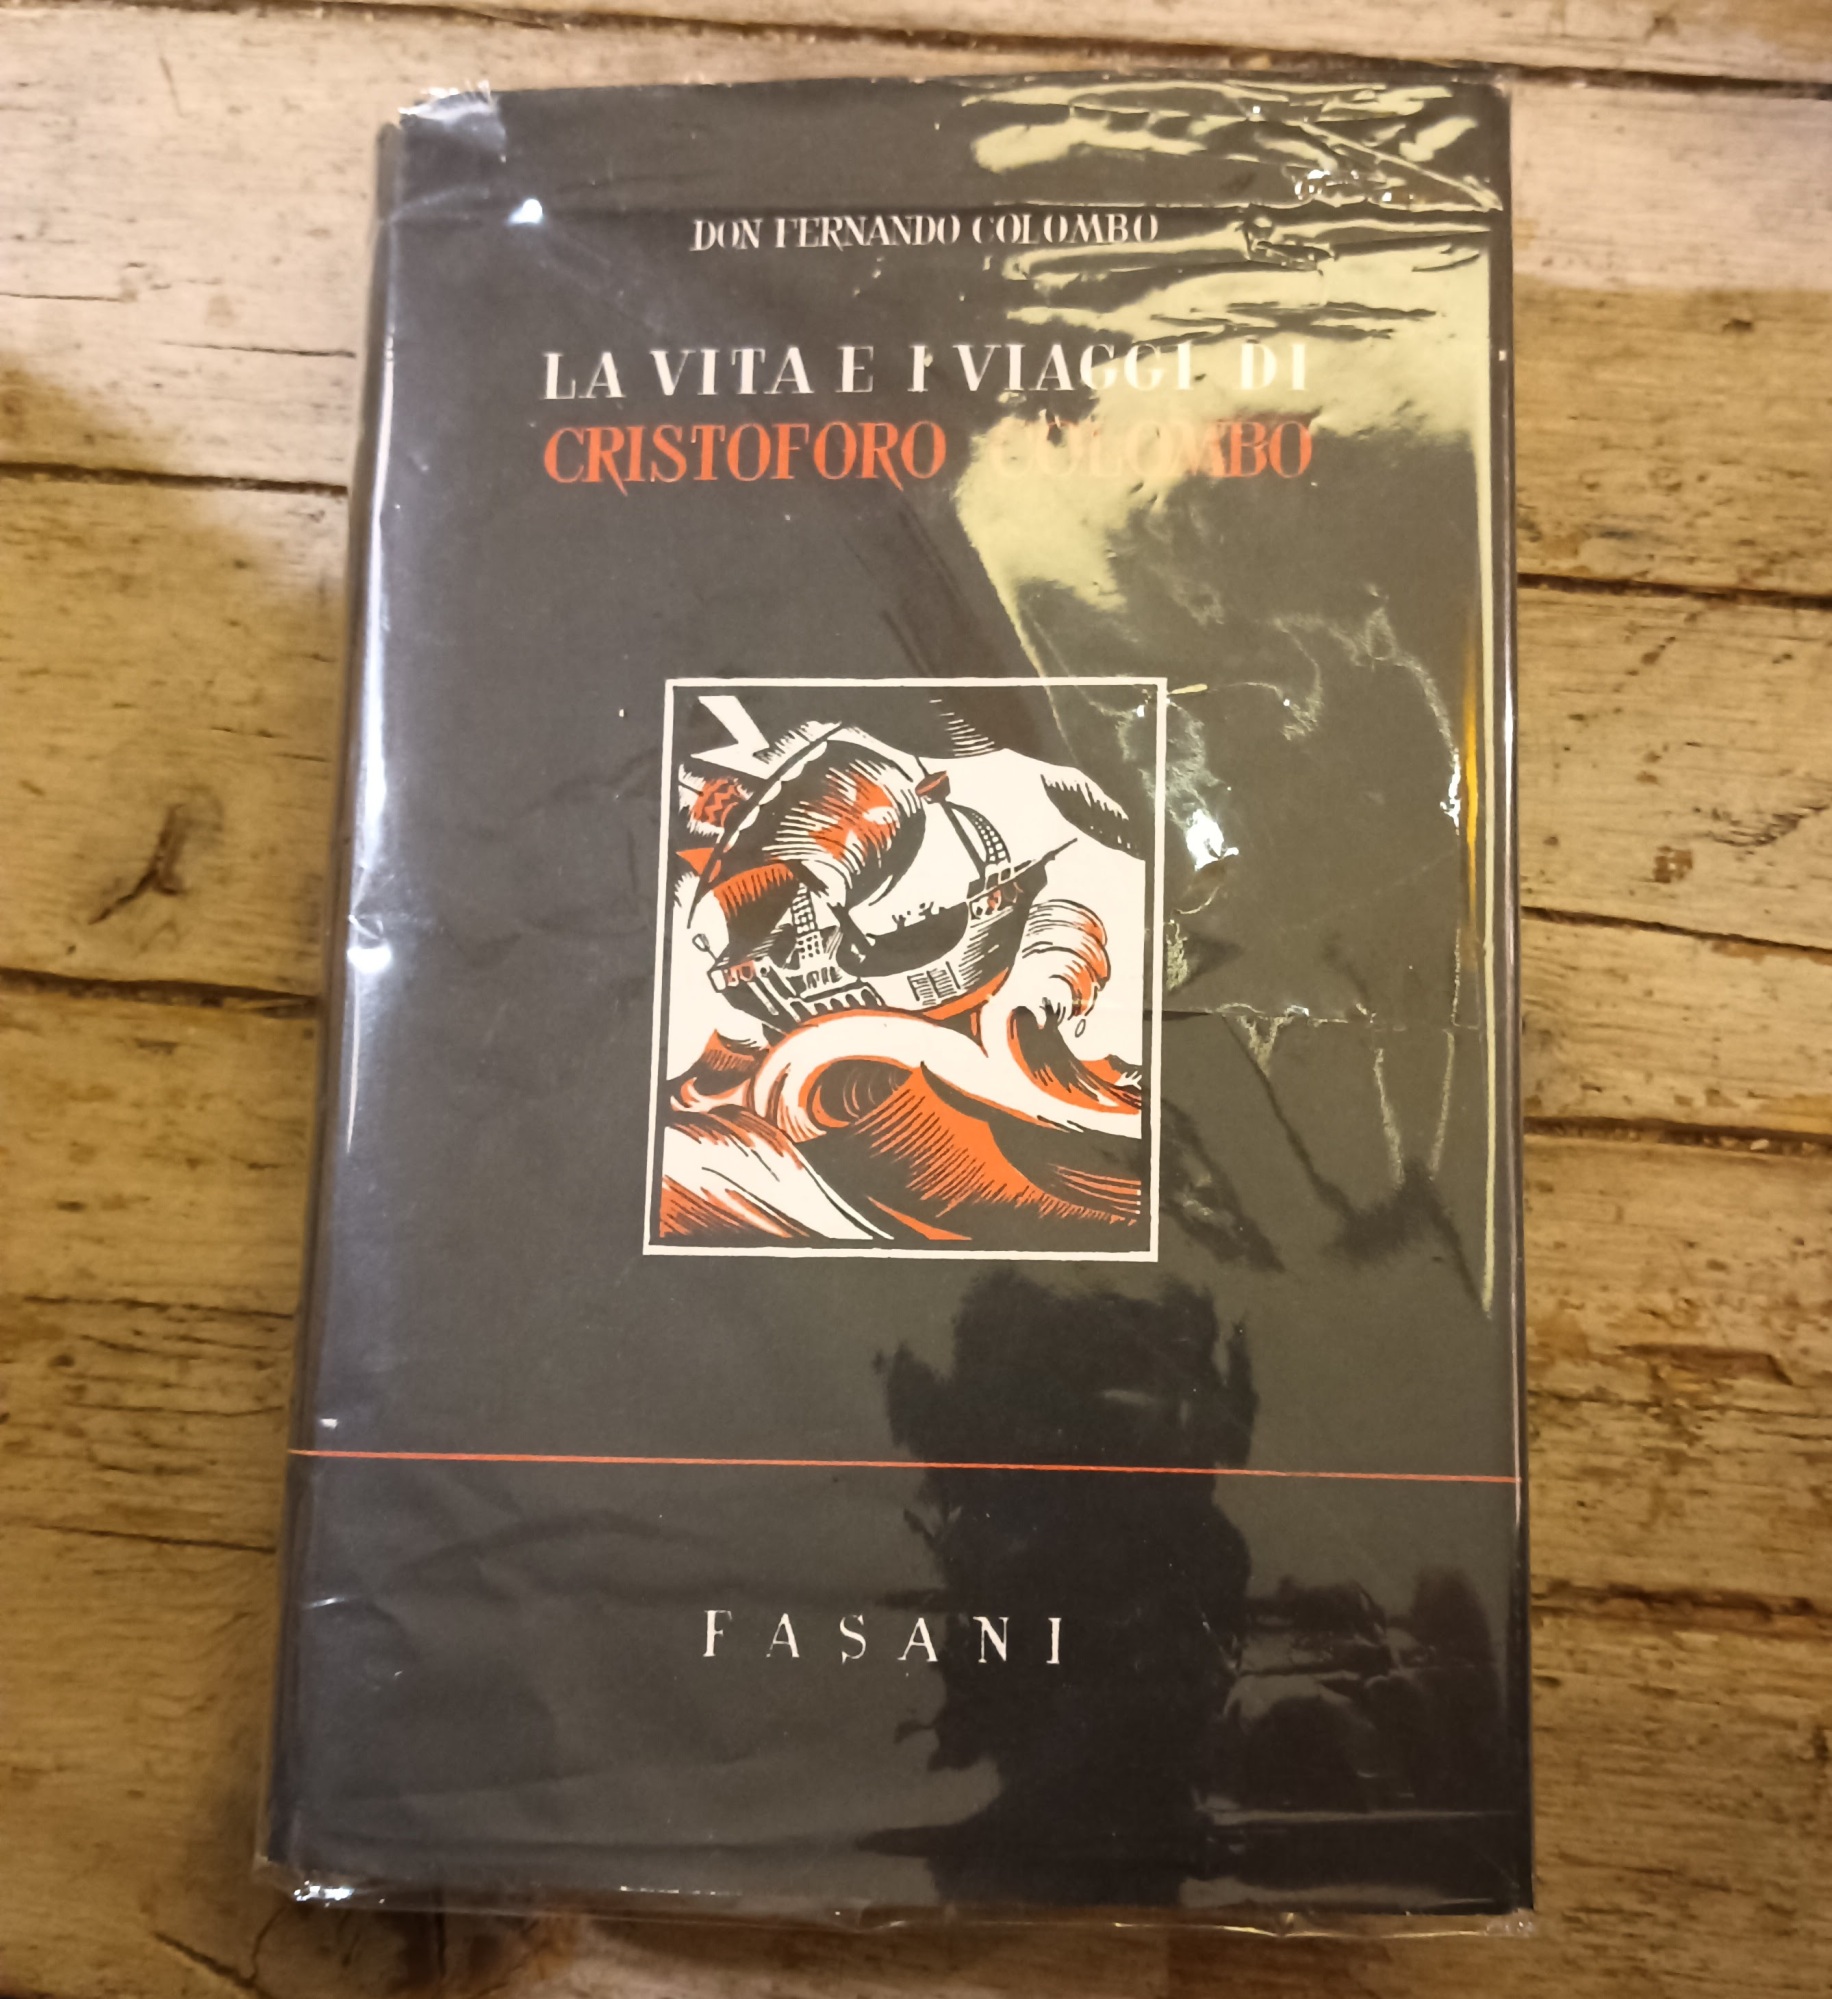 DON FERNANDO COLOMBO
LA VITA E I VIAGGI DI
CRISTOFORO COLOMBO
FASANI